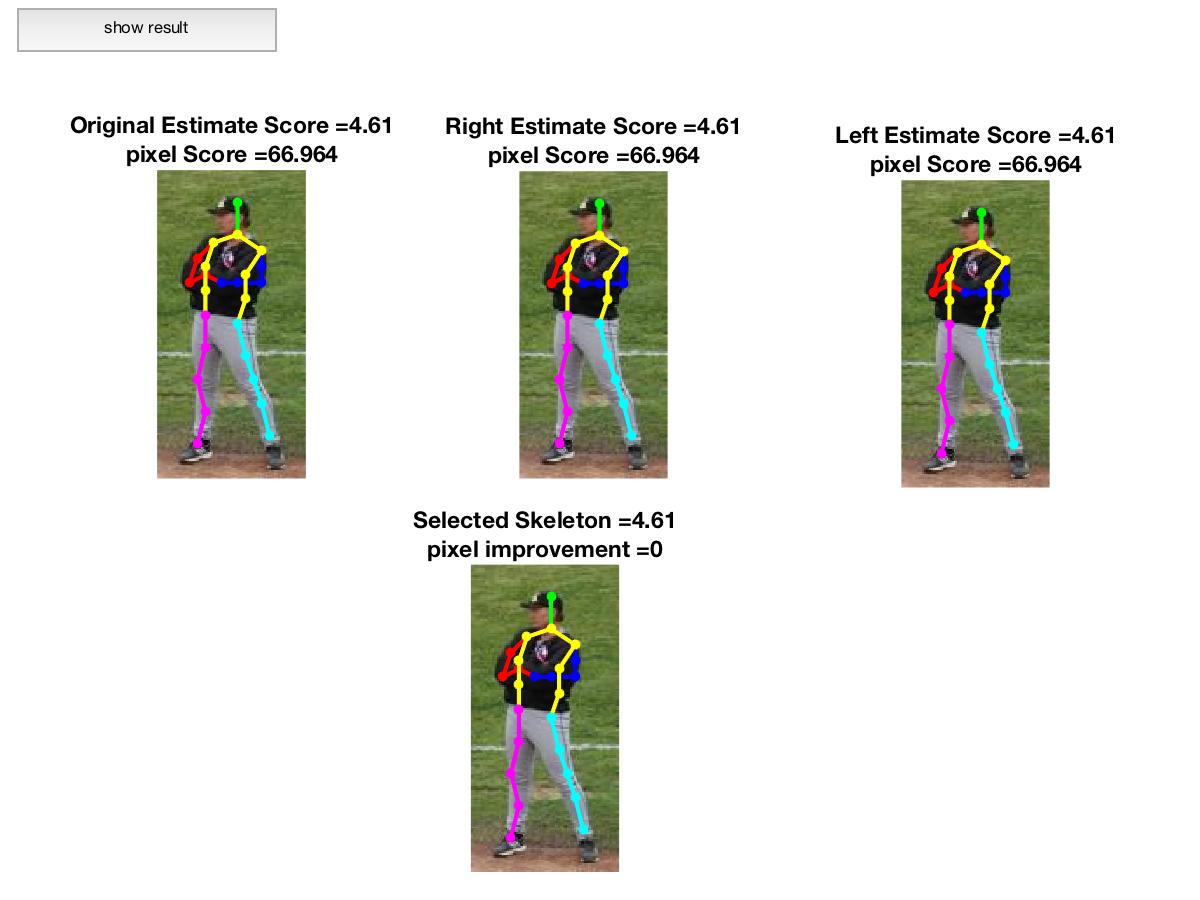 show result
Original Estimate Score =4.61
pixel Score =66.964
Right Estimate Score =4.61
pixel Score =66.964
Left Estimate Score =4.61
pixel Score =66.964
Selected Skeleton =4.61
pixel improvement =0